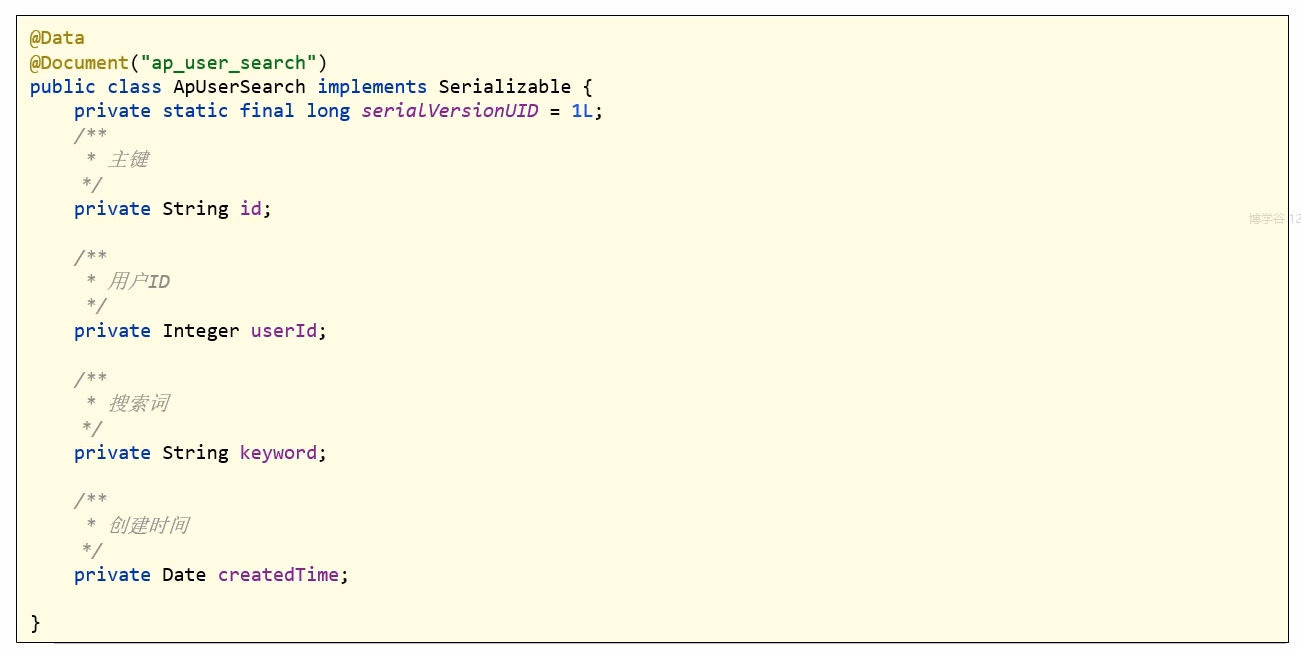 @Data
@Document("ap_user_search")
public class ApUserSearch implements Serializable {
    private static final long serialVersionUID = 1L;
    /**
     * 主键
     */
    private String id;

    /**
     * 用户ID
     */
    private Integer userId;

    /**
     * 搜索词
     */
    private String keyword;

    /**
     * 创建时间
     */
    private Date createdTime;

}
博学谷 12